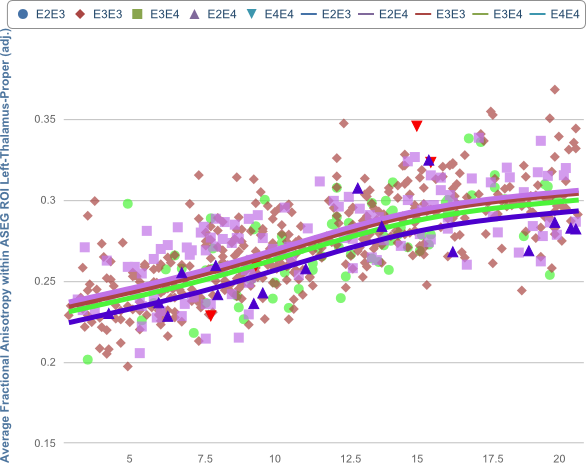 E2E3 E3E3 E3E4 E2E4 E4E4 E2E3 E2E4 E3E3 E3E4 E4E4
Average Fractional Anisotropy within ASEG ROI Left-Thalamus-Proper (adj.)
0.35
0.3
0.25
0.2
0.15
5 7.5 10 12.5 15 17.5 20